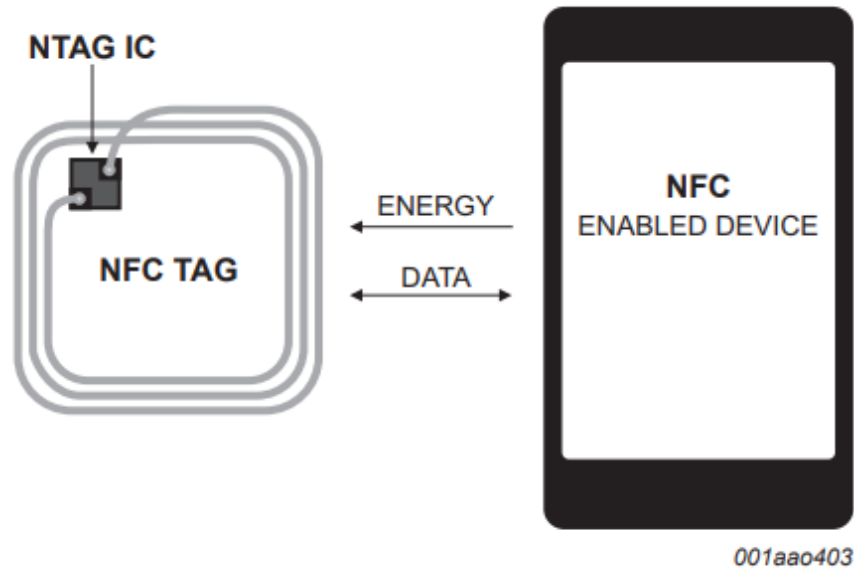 NTAG IC
NFC TAG
ENERGY
DATA
NFC
ENABLED DEVICE
001aao403